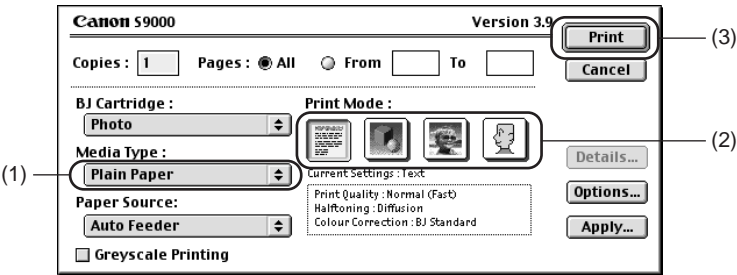 Canon S9000 Version 3.9
Print (3)
Copies : 1 Pages : All From To
Cancel
BJ Cartridge : Print Mode :
Photo
(2)
Media Type : Details...
(1) Plain Paper Current Settings : Text
Print Quality : Normal (Fast) Options...
Paper Source: Halftoning : Diffusion
Auto Feeder Colour Correction : BJ Standard Apply...
Greyscale Printing